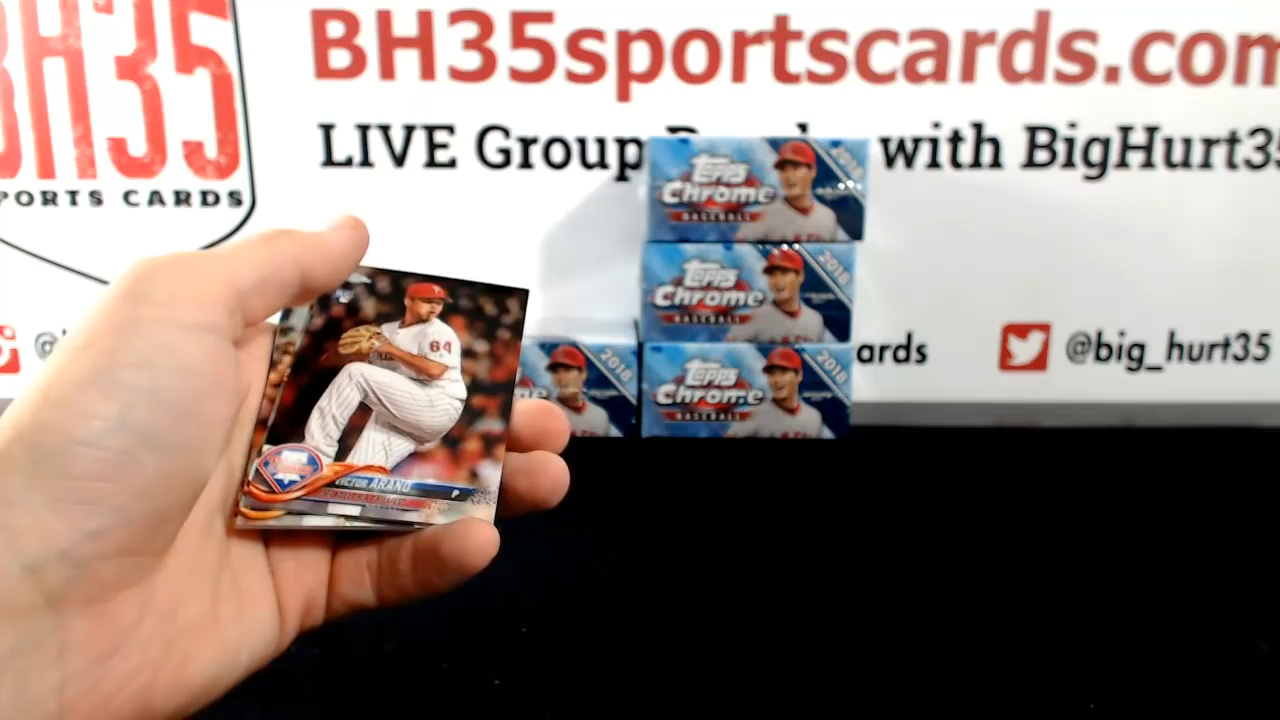 BH35
PORTS CARDS
BH35sportscards.com
LIVE Group with BigHurt35
@big_hurt35
ards
Topps
Chrome
BASEBALL
2018
Topps
Chrome
BASEBALL
2018
Topps
Chrome
BASEBALL
2018
2018
64
VICTOR ARANO
P